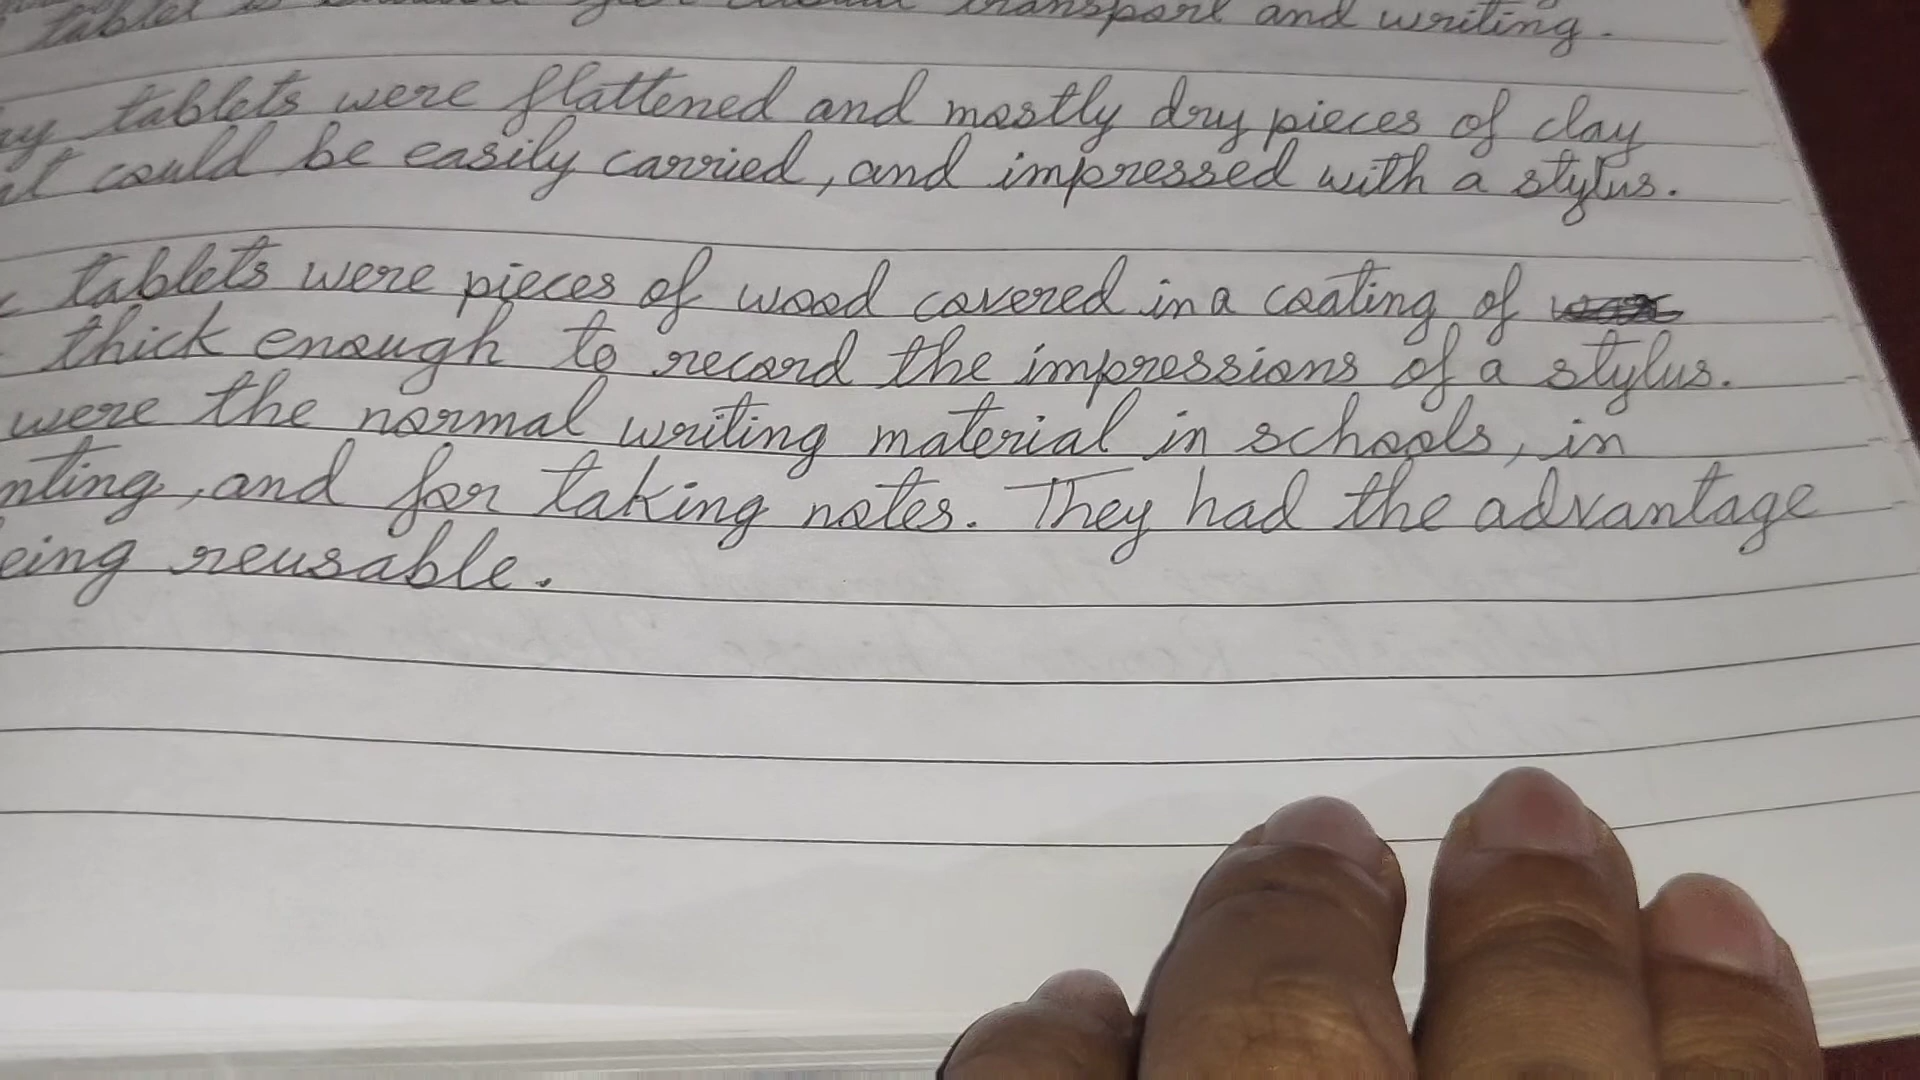 tablet is transport and writing.
tablets were flattened and mostly dry pieces of clay
could be easily carried, and impressed with a stylus.
tablets were pieces of wood covered in a coating of
thick enough to record the impressions of a stylus.
were the normal writing material in schools, in
nting, and for taking notes. They had the advantage
eing reusable.